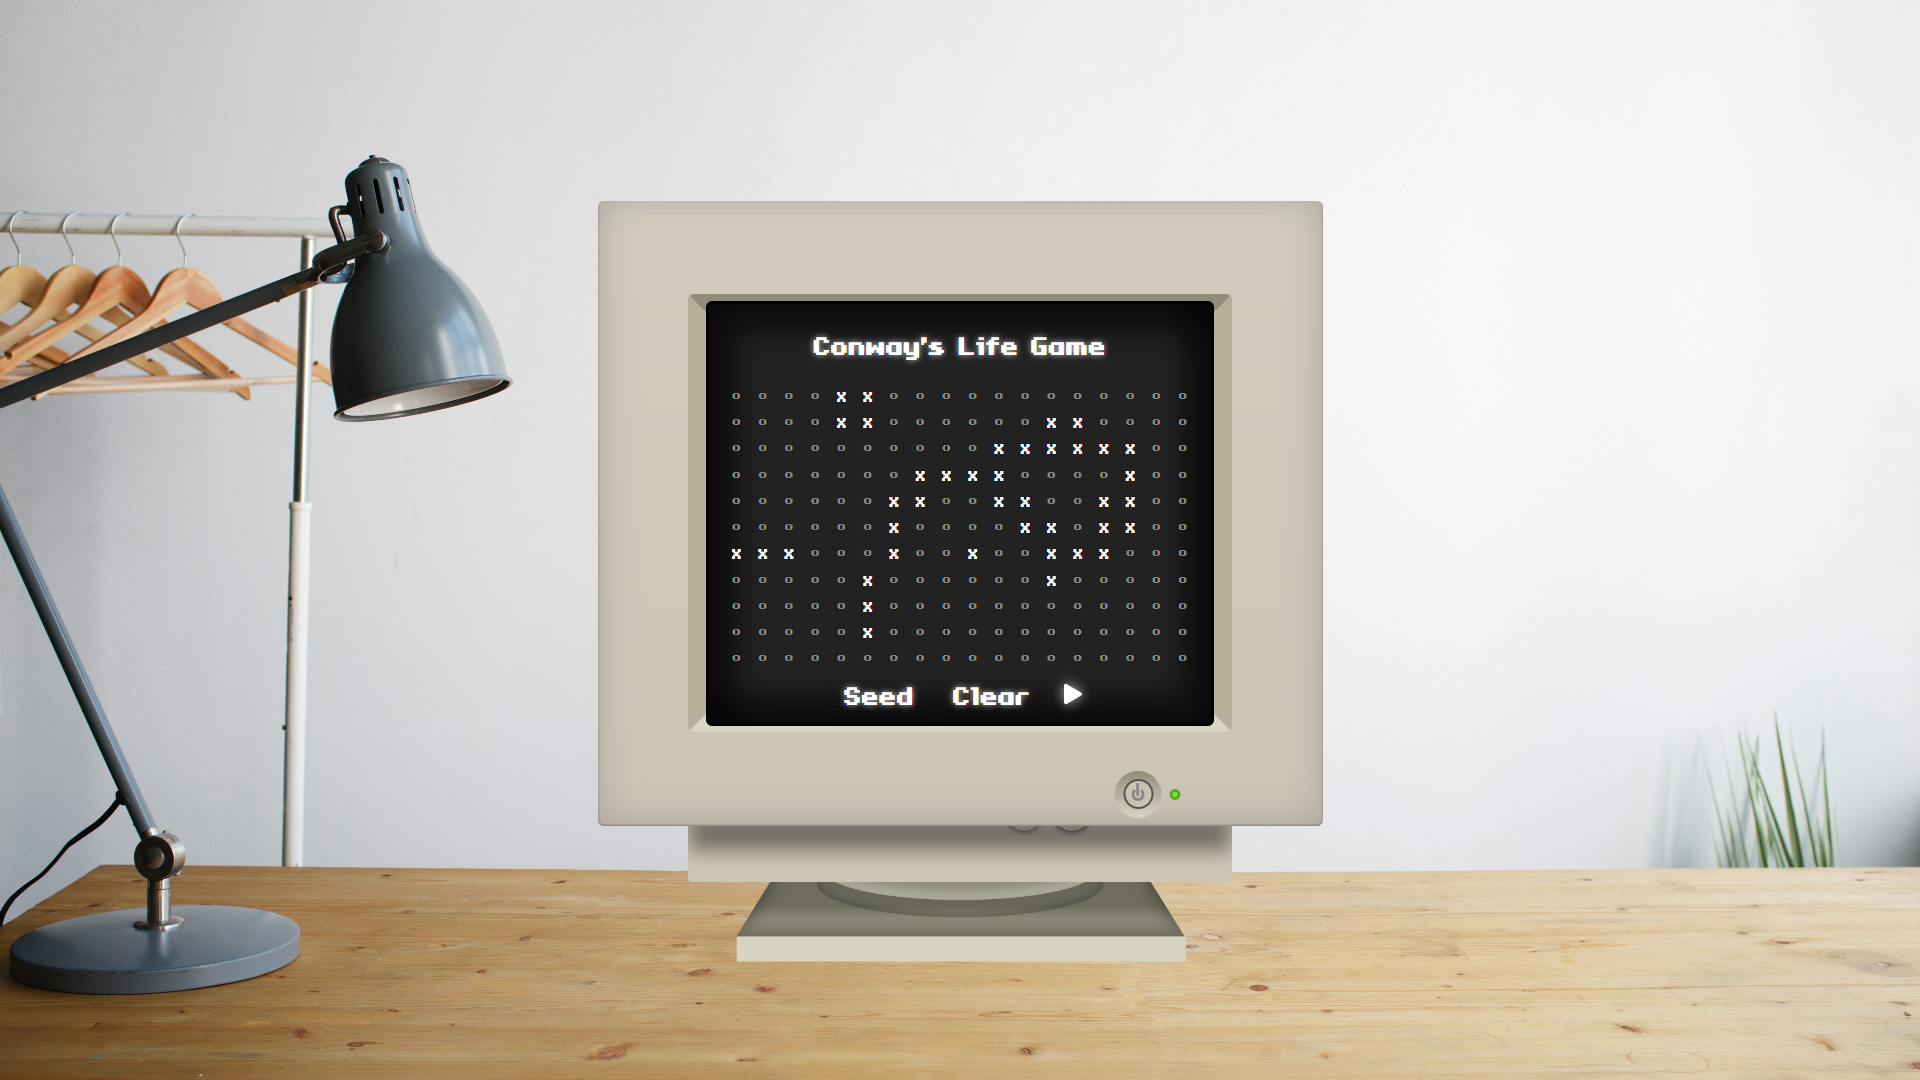 Conway's Life Game
o o o o x x o o o o o o o o o o o o
o o o o x x o o o o o o x x o o o o
o o o o o o o o o o x x x x x x o o
o o o o o o o x x x x o o o o x o o
o o o o o o x x o o x x o o x x o o
o o o o o o x o o o o x x o x x o o
x x x o o o x o o x o o x x x o o o
o o o o o x o o o o o o x o o o o o
o o o o o x o o o o o o o o o o o o
o o o o o x o o o o o o o o o o o o
o o o o o o o o o o o o o o o o o o
Seed Clear